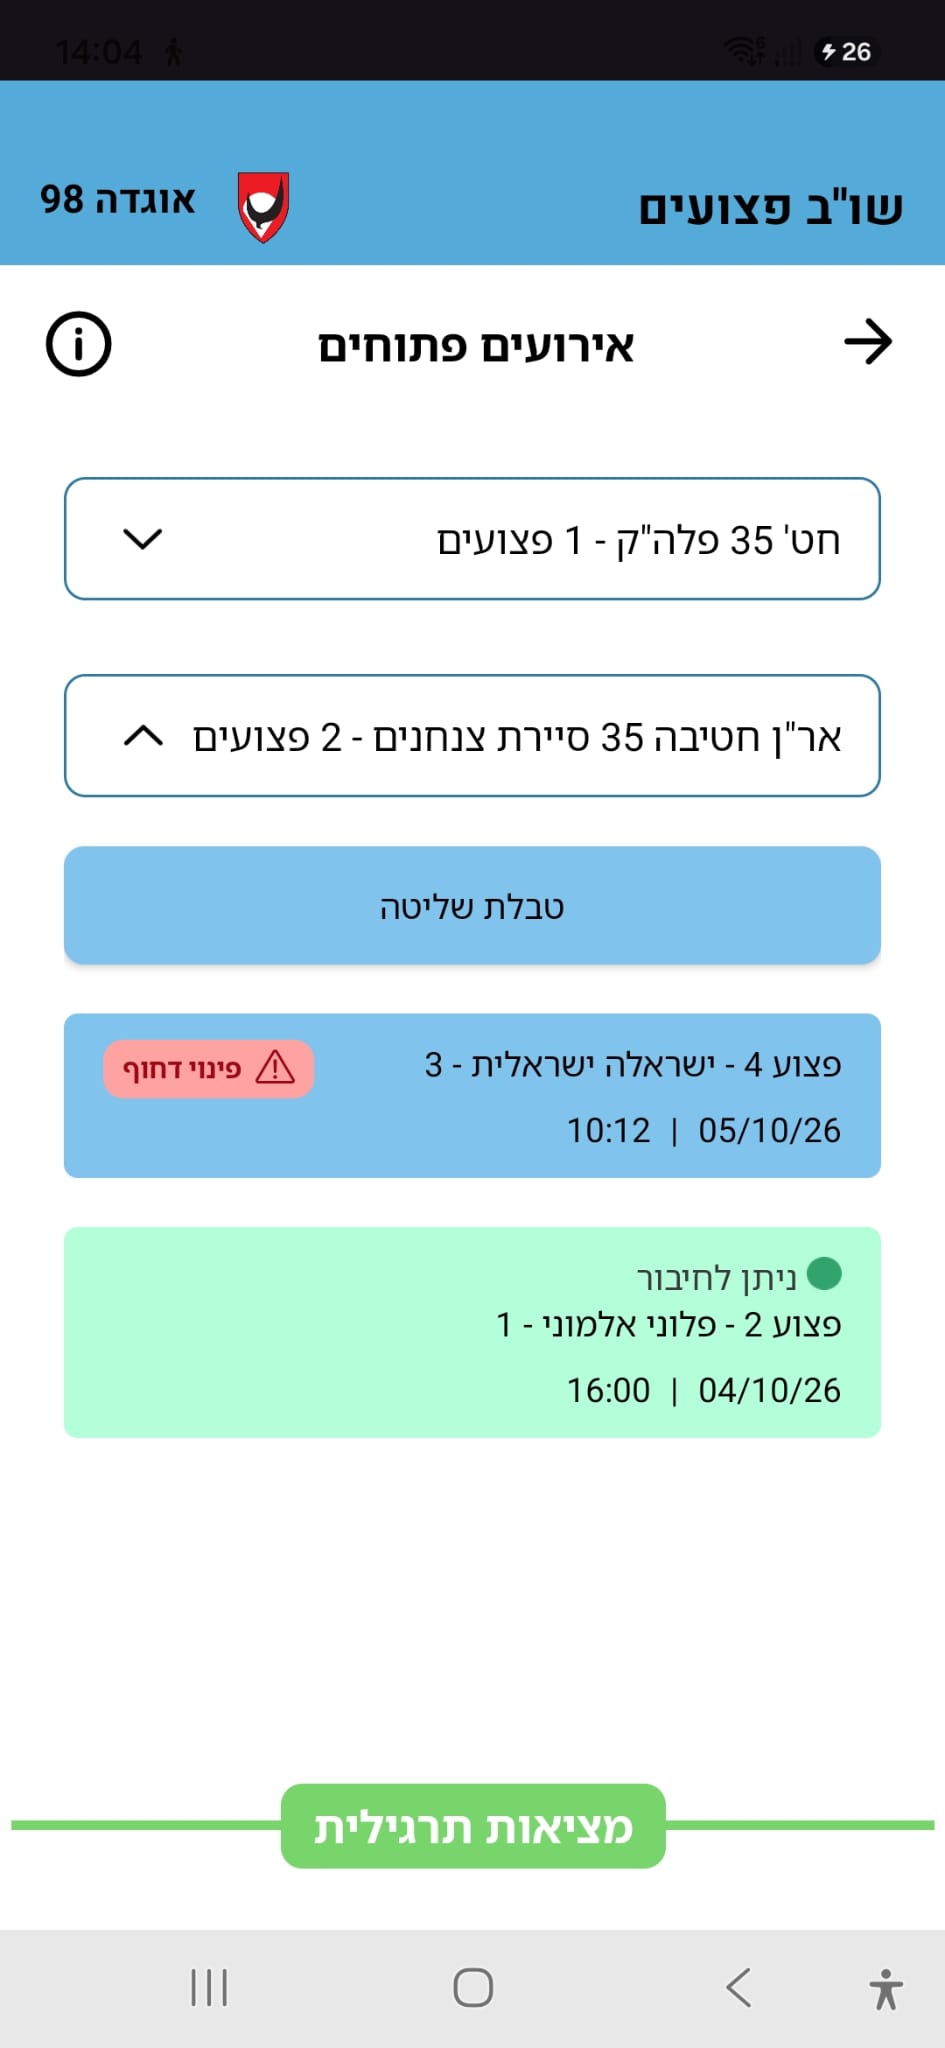 14:04
26
שו"ב פצועים
אוגדה 98
אירועים פתוחים
חט' 35 פלה"ק - 1 פצועים
אר"ן חטיבה 35 סיירת צנחנים - 2 פצועים
טבלת שליטה
פצוע 4 - ישראלה ישראלית - 3
פינוי דחוף
05/10/26 | 10:12
ניתן לחיבור
פצוע 2 - פלוני אלמוני - 1
04/10/26 | 16:00
מציאות תרגילית